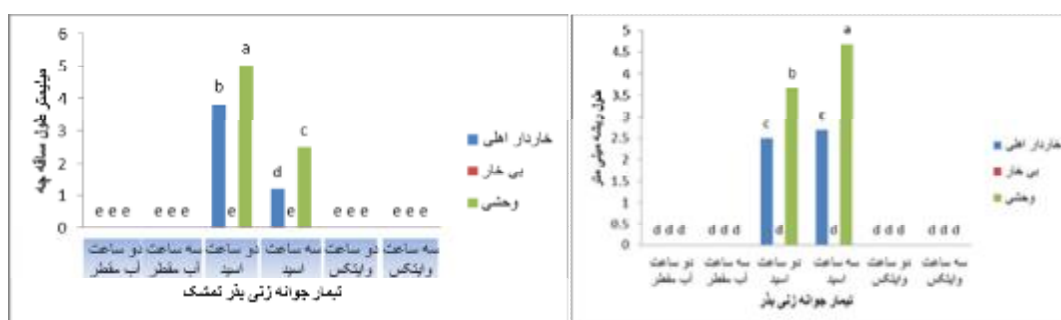 میلیمتر طول ساقه چه
6
5
4
3
2
1
0
e e e
e e e
b
e
a
d
e
c
e e e
e e e
دو ساعت آب مقطر
سه ساعت آب مقطر
دو ساعت اسید
سه ساعت اسید
دو ساعت وایتکس
سه ساعت وایتکس
تیمار جوانه زنی بذر تمشک
خاردار اهلی
بی خار
وحشی
طول ریشه میلی متر
5
4.5
4
3.5
3
2.5
2
1.5
1
0.5
0
d d d
d d d
c
d
b
c
d
a
d d d
d d d
دو ساعت آب مقطر
سه ساعت آب مقطر
دو ساعت اسید
سه ساعت اسید
دو ساعت وایتکس
سه ساعت وایتکس
تیمار جوانه زنی بذر
خاردار اهلی
بی خار
وحشی